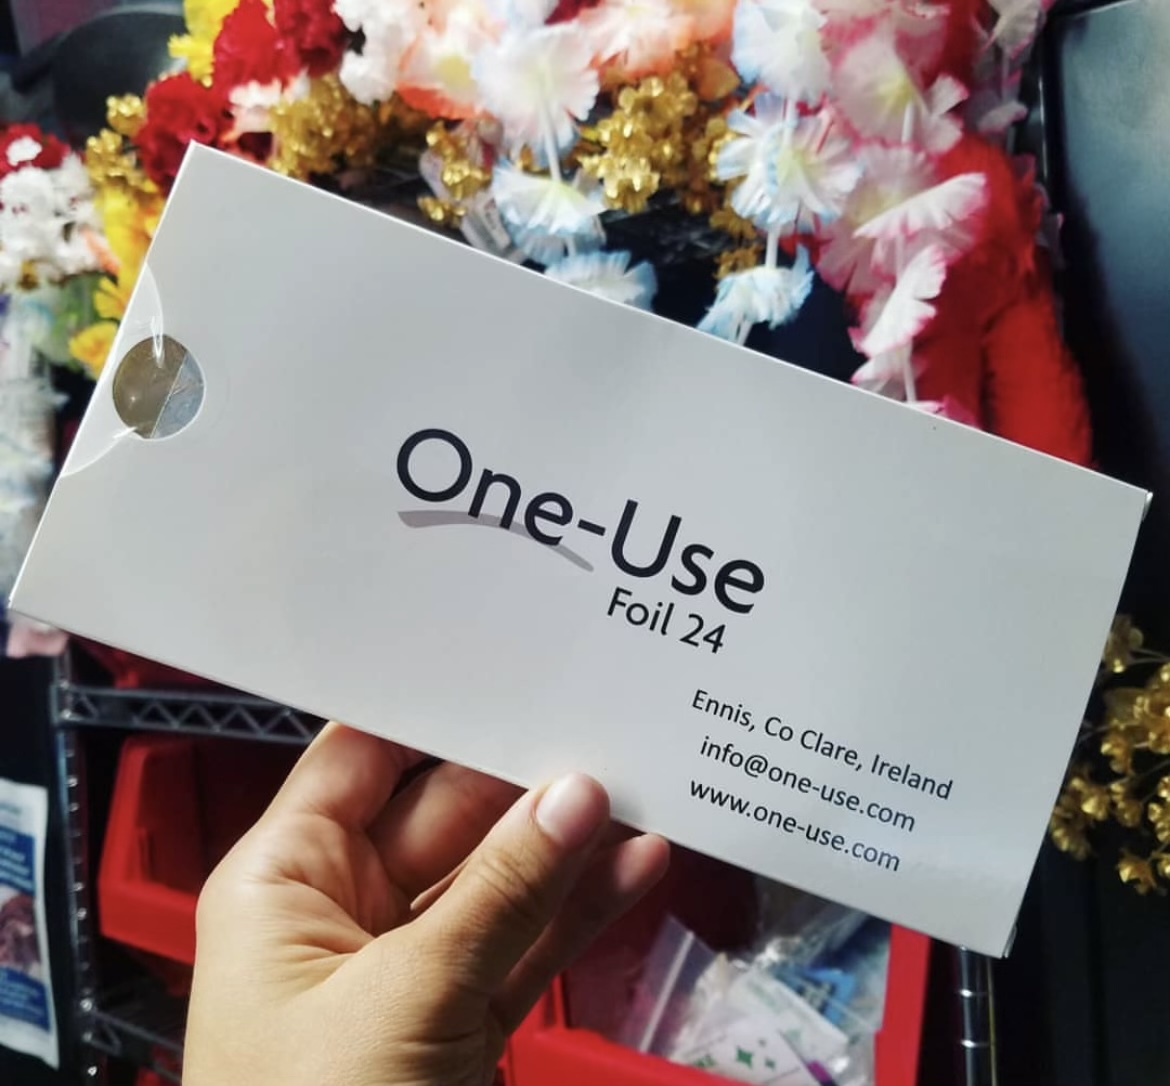 One-Use
Foil 24
Ennis, Co Clare, Ireland
info@one-use.com
www.one-use.com